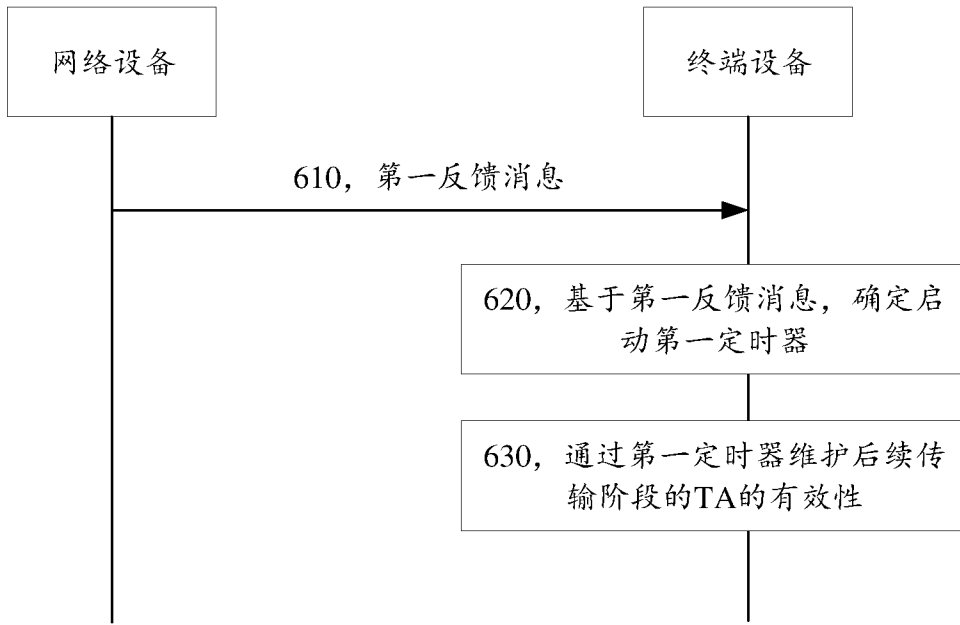 网络设备
终端设备
610，第一反馈消息
620，基于第一反馈消息，确定启
动第一定时器
630，通过第一定时器维护后续传
输阶段的TA的有效性